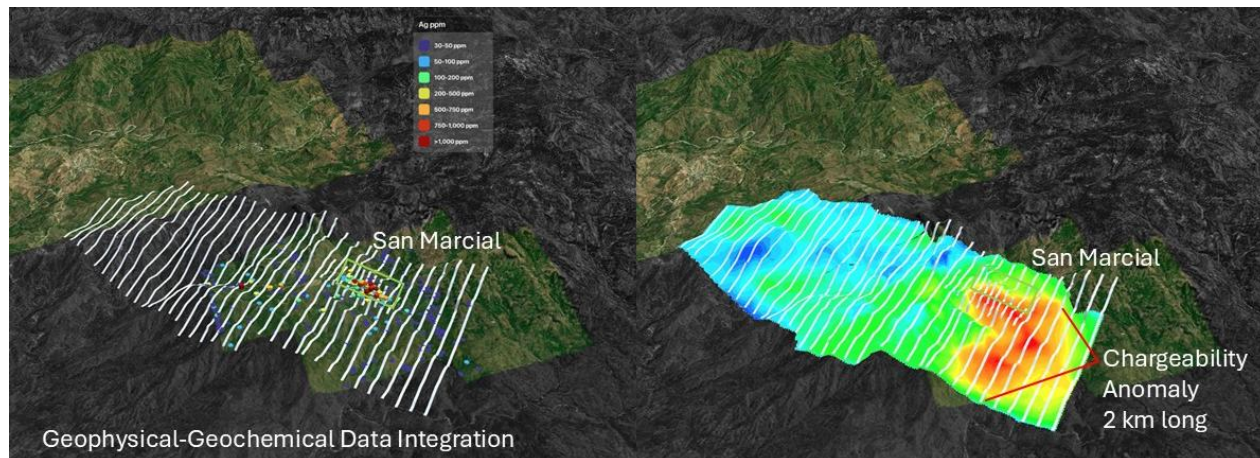 Ag ppm
30-50 ppm
50-100 ppm
100-200 ppm
200-500 ppm
500-750 ppm
750-1,000 ppm
>1,000 ppm
San Marcial
Geophysical-Geochemical Data Integration
San Marcial
Chargeability
Anomaly
2 km long